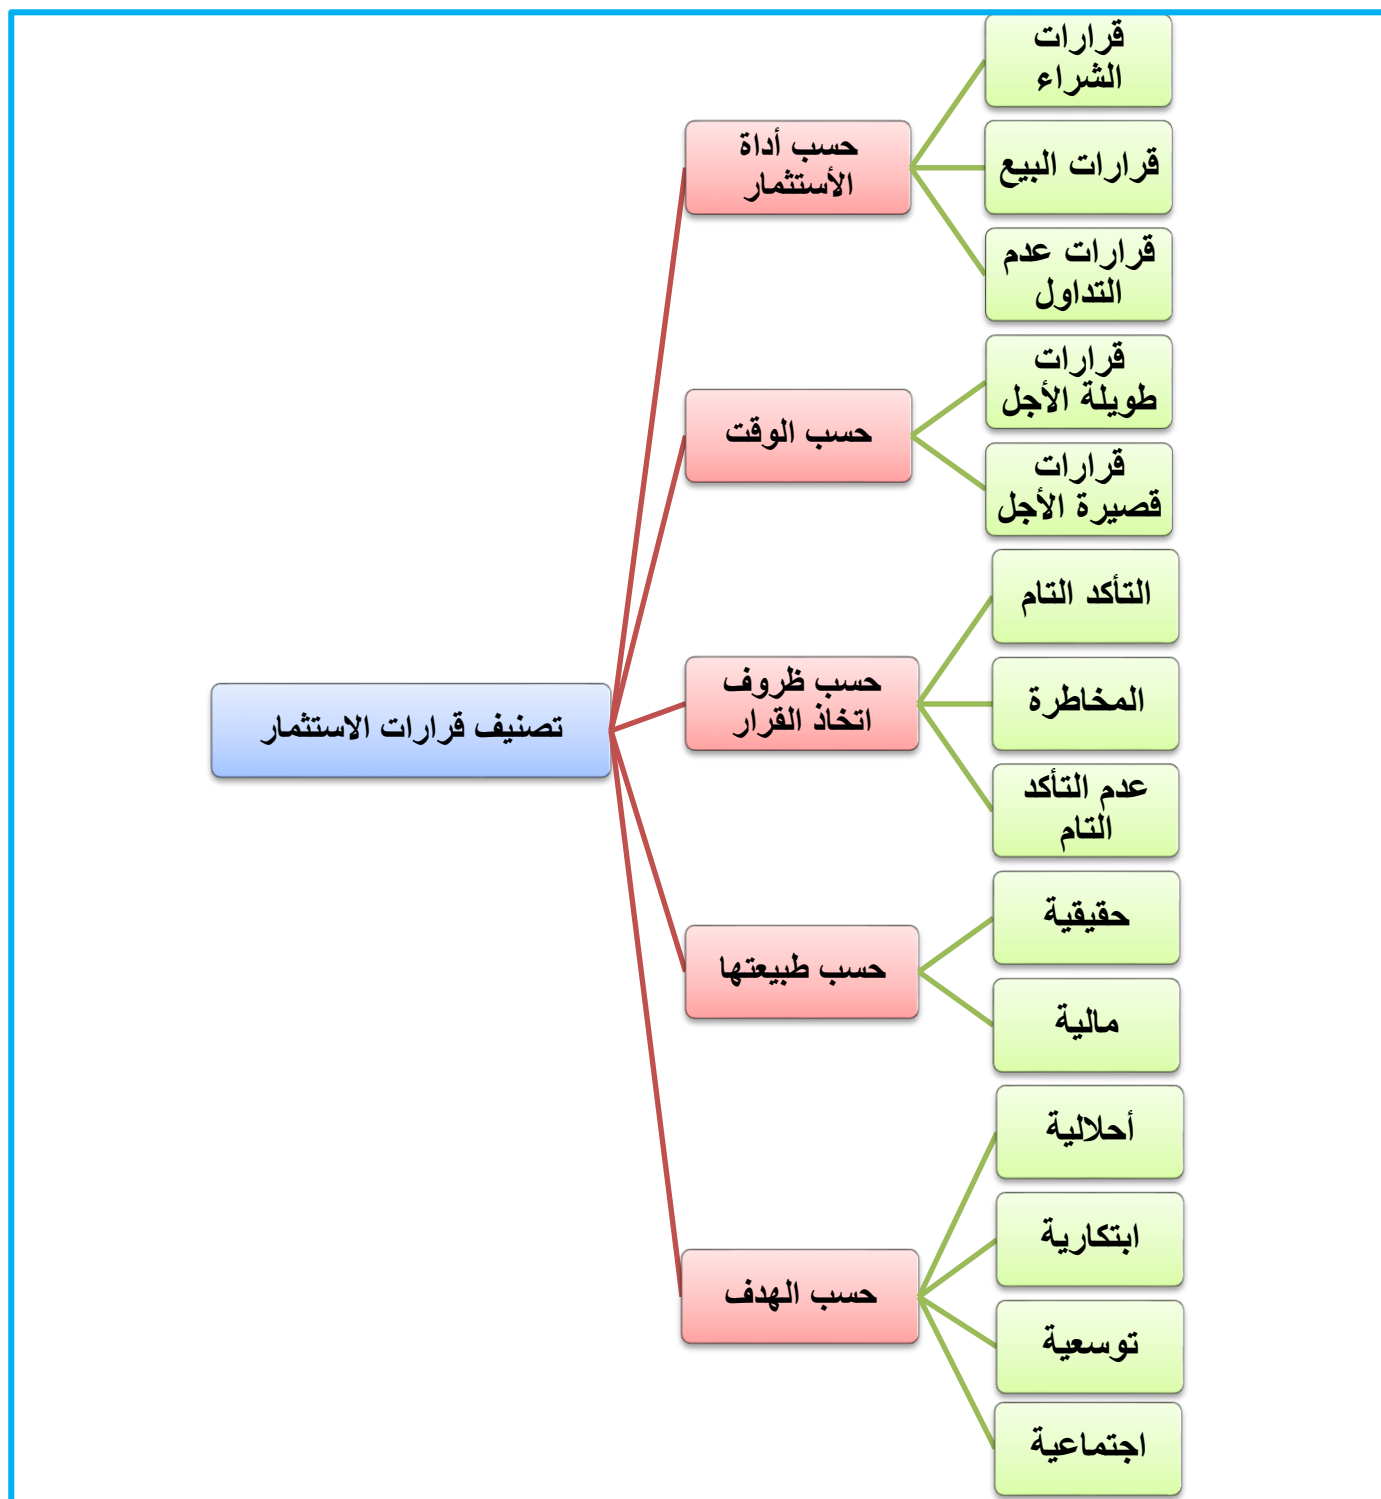 تصنيف قرارات الاستثمار
حسب أداة
الأستثمار
قرارات
الشراء
قرارات البيع
قرارات عدم
التداول
حسب الوقت
قرارات
طويلة الأجل
قرارات
قصيرة الأجل
حسب ظروف
اتخاذ القرار
التأكد التام
المخاطرة
عدم التأكد
التام
حسب طبيعتها
حقيقية
مالية
حسب الهدف
أحلالية
ابتكارية
توسعية
اجتماعية